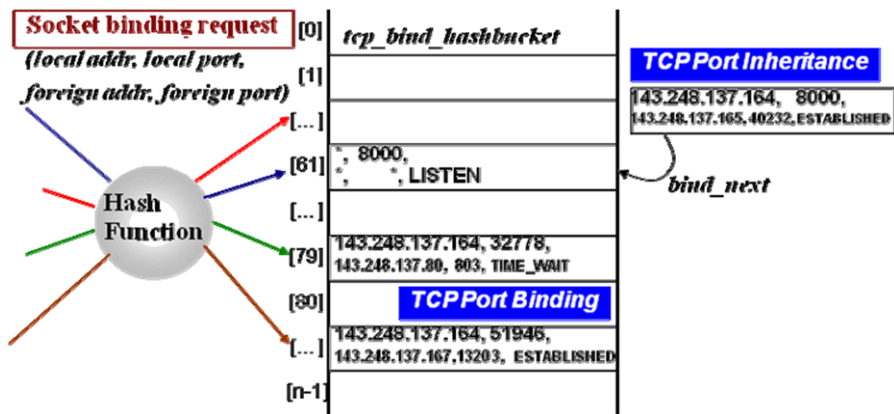 Socket binding request
(local addr, local port,
foreign addr, foreign port)
Hash
Function
[0]
tcp_bind_hashbucket
[1]
[...]
[61]
*, 8000,
*, *, LISTEN
[...]
[79]
143.248.137.164, 32778,
143.248.137.80, 803, TIME_WAIT
[80]
TCP Port Binding
[...]
143.248.137.164, 51946,
143.248.137.167.13203, ESTABLISHED
[n-1]
TCP Port Inheritance
143.248.137.164, 8000,
143.248.137.165, 40232, ESTABLISHED
bind_next